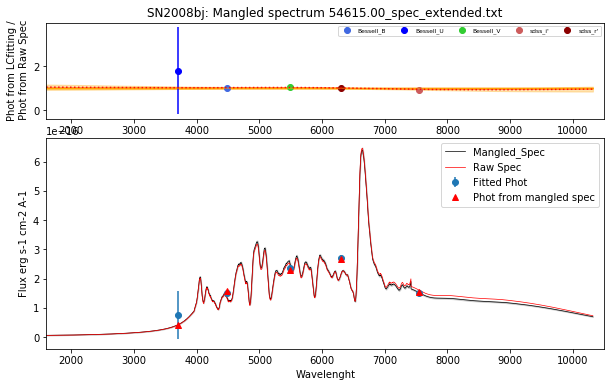 SN2008bj: Mangled spectrum 54615.00_spec_extended.txt
Phot from LCfitting /
Phot from Raw Spec
2
0
Bessell_B
Bessell_U
Bessell_V
sdss_i'
sdss_r'
2000 3000 4000 5000 6000 7000 8000 9000 10000
1e−16
Flux erg s-1 cm-2 A-1
6
5
4
3
2
1
0
Mangled_Spec
Raw Spec
Fitted Phot
Phot from mangled spec
2000 3000 4000 5000 6000 7000 8000 9000 10000
Wavelenght